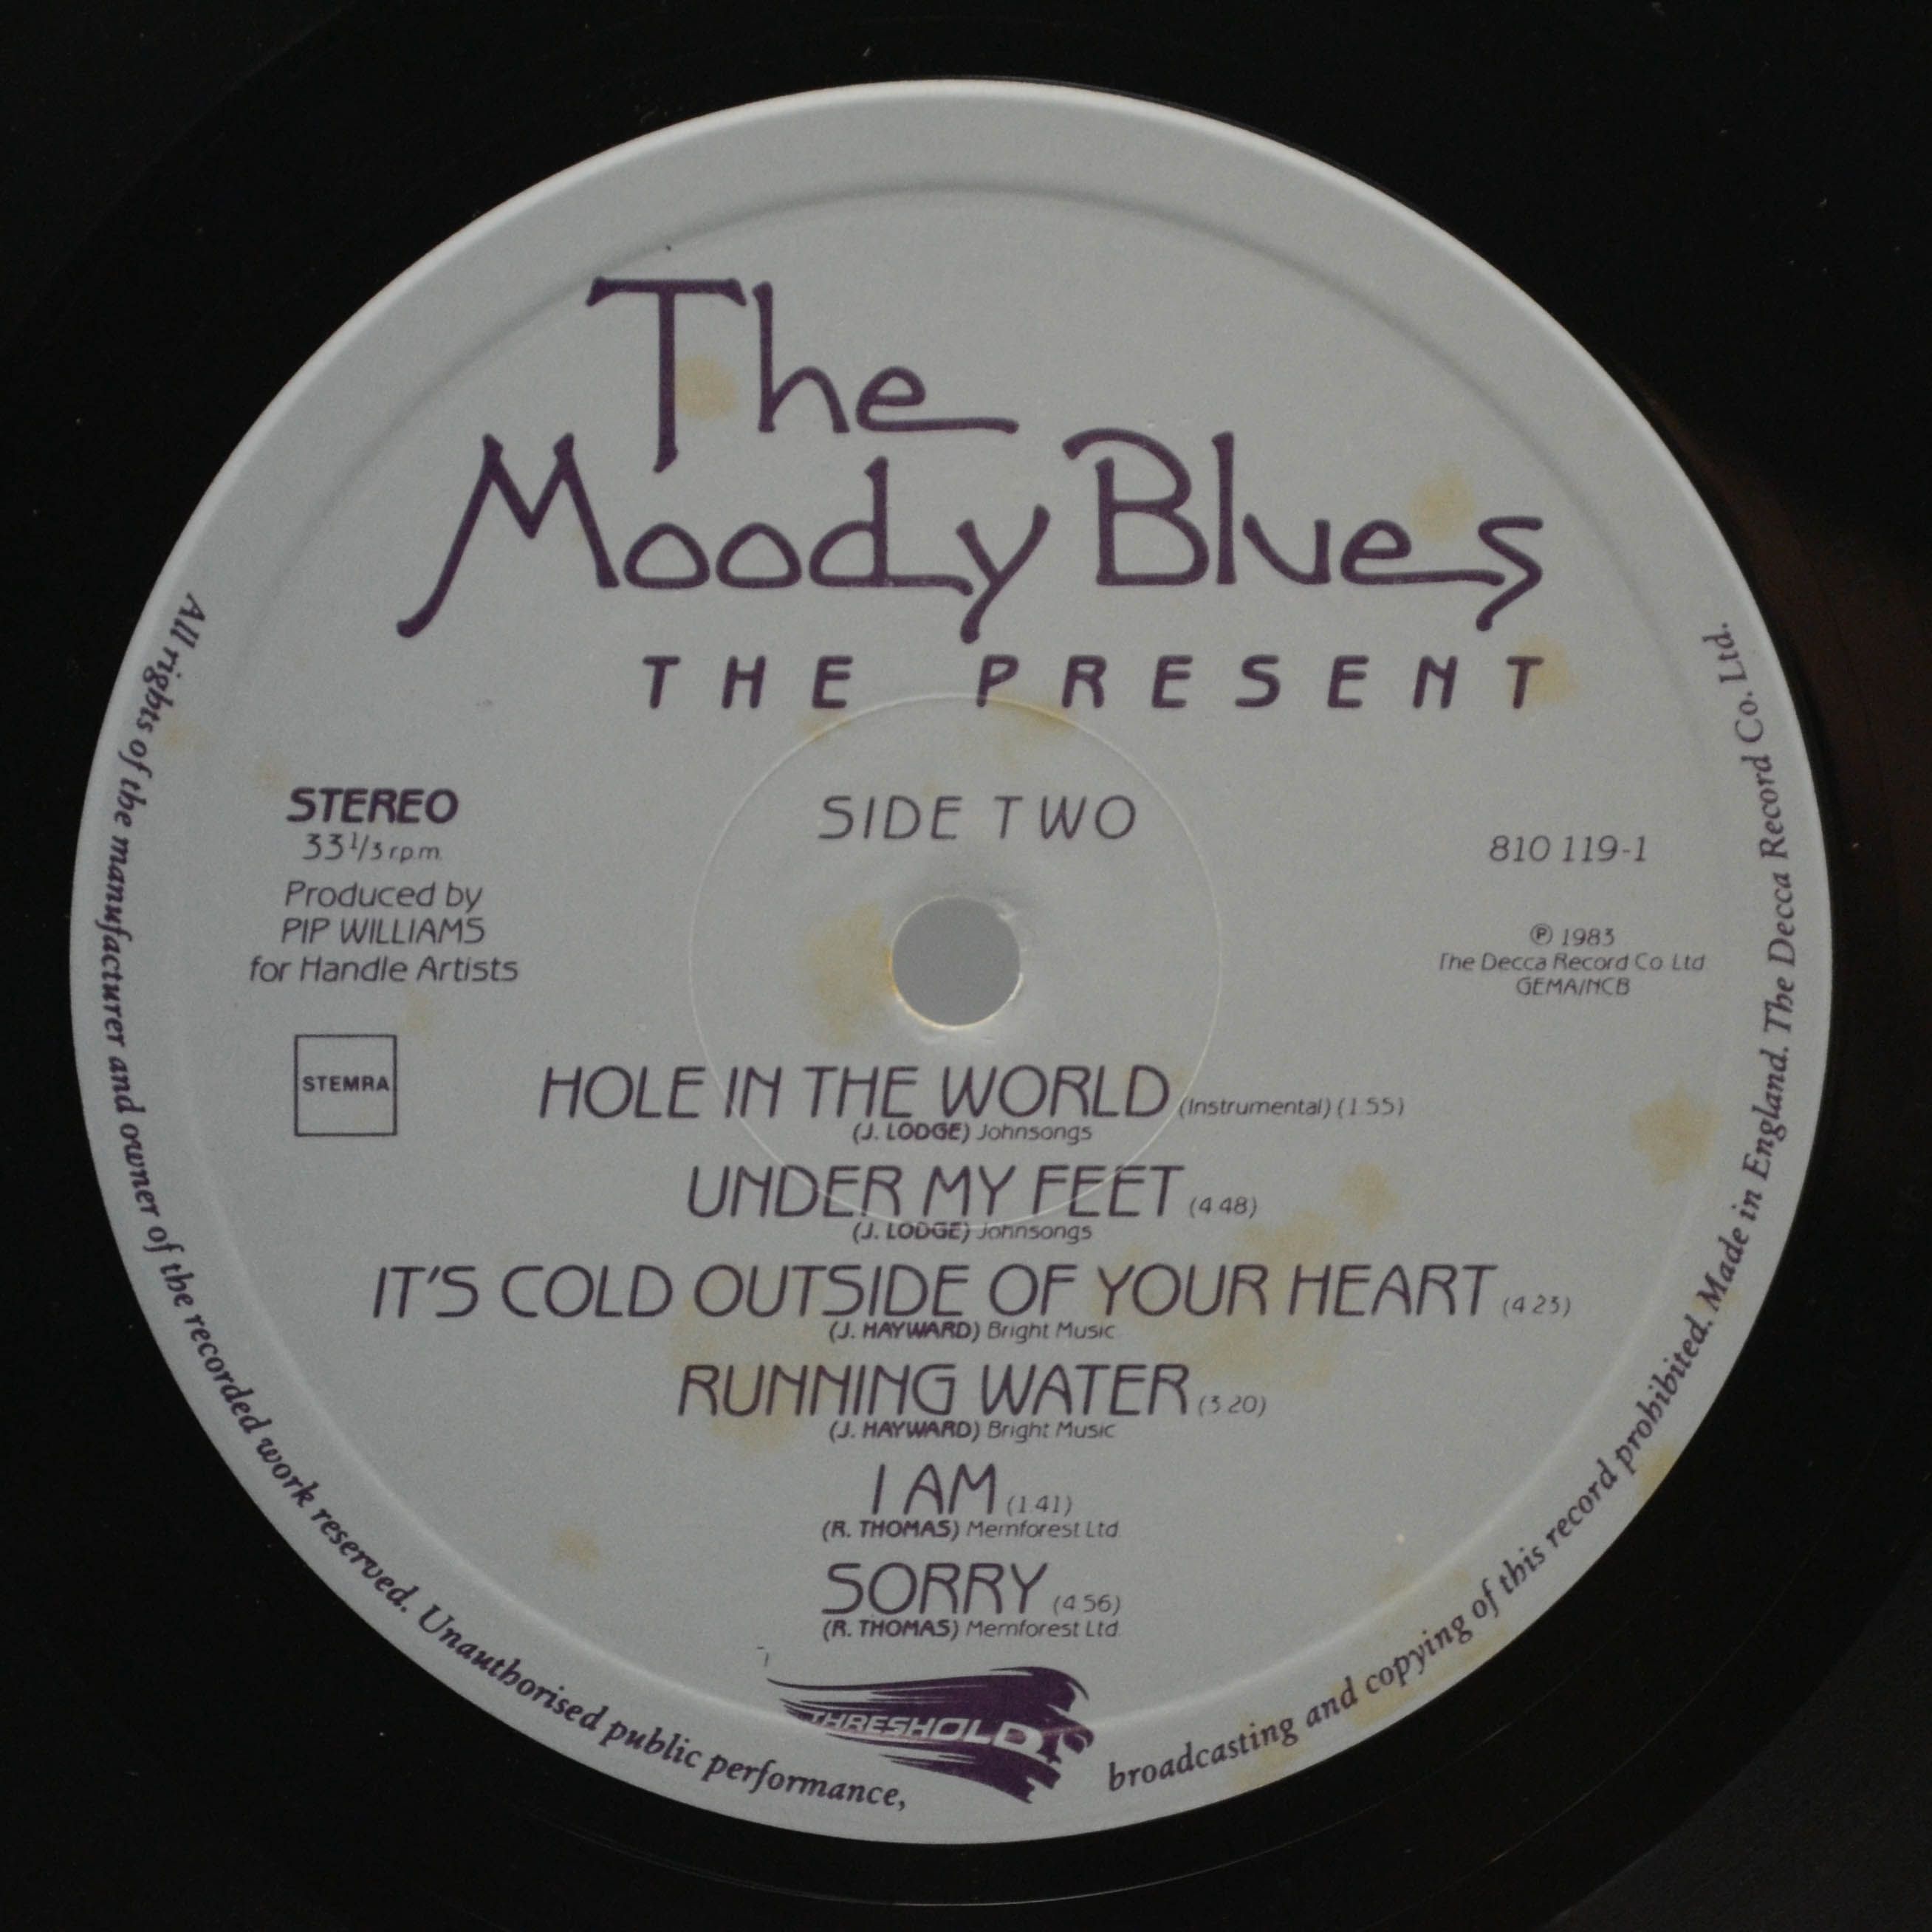 The
Moody Blues
THE PRESENT
STEREO
33 1/3 r.p.m.
Produced by
PIP WILLIAMS
for Handle Artists
STEMRA
SIDE TWO
810 119-1
℗ 1983
The Decca Record Co Ltd
GEMA/NCB
HOLE IN THE WORLD (Instrumental) (1.55)
(J. LODGE) Johnsongs
UNDER MY FEET (4.48)
(J. LODGE) Johnsongs
IT'S COLD OUTSIDE OF YOUR HEART (4.23)
(J. HAYWARD) Bright Music
RUNNING WATER (3.20)
(J. HAYWARD) Bright Music
I AM (1.41)
(R. THOMAS) Mernforest Ltd.
SORRY (4.56)
(R. THOMAS) Mernforest Ltd.
THRESHOLD
All rights of the manufacturer and owner of the recorded work reserved. Unauthorised public performance, broadcasting and copying of this record prohibited. Made in England. The Decca Record Co. Ltd.